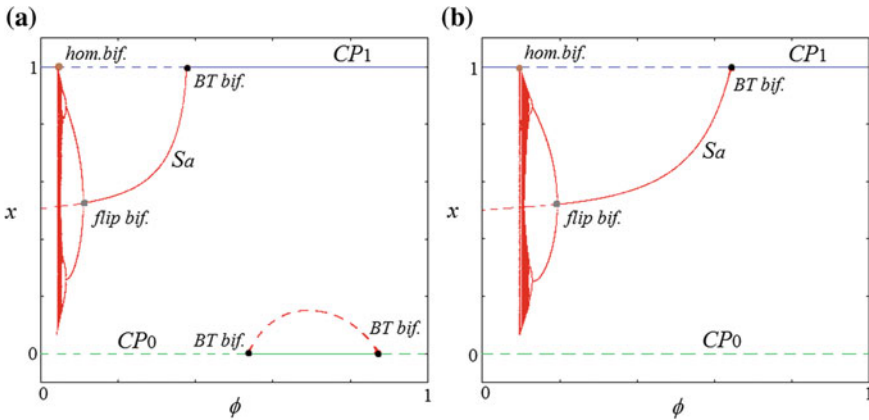 (a)
hom.bif.
CP1
1
BT bif.
Sa
x
flip bif.
CP0
BT bif.
BT bif.
0
0
ϕ
1
(b)
hom.bif.
CP1
1
BT bif.
Sa
x
flip bif.
CP0
0
0
ϕ
1